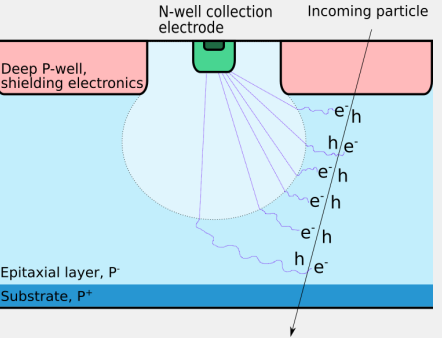 N-well collection
electrode
Incoming particle
Deep P-well,
shielding electronics
e⁻ h
h e⁻
e⁻ h
e⁻ h
e⁻ h
h e⁻
Epitaxial layer, P⁻
Substrate, P⁺